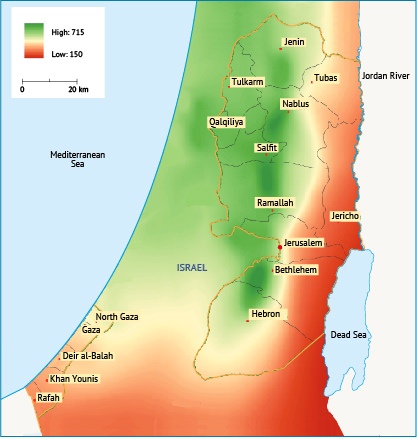 High: 715
Low: 150
0
20 km
Jenin
Tulkarm
Tubas
Jordan River
Nablus
Qalqiliya
Mediterranean
Sea
Salfit
Ramallah
Jericho
Jerusalem
ISRAEL
Bethlehem
Hebron
North Gaza
Gaza
Dead Sea
Deir al-Balah
Khan Younis
Rafah